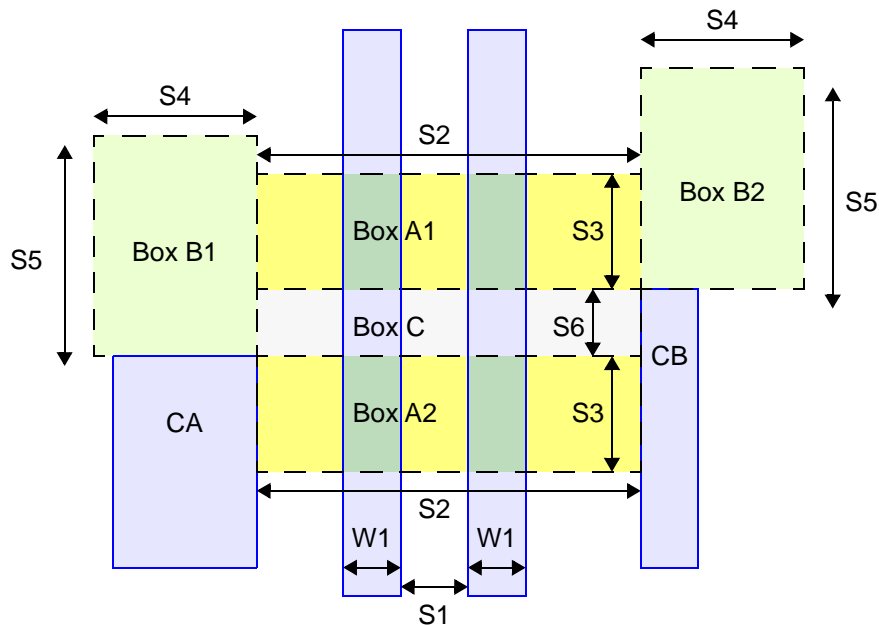 S4
S4
S2
Box B2
S5
Box A1
S3
Box B1
S5
Box C
S6
CB
Box A2
S3
CA
S2
W1
W1
S1